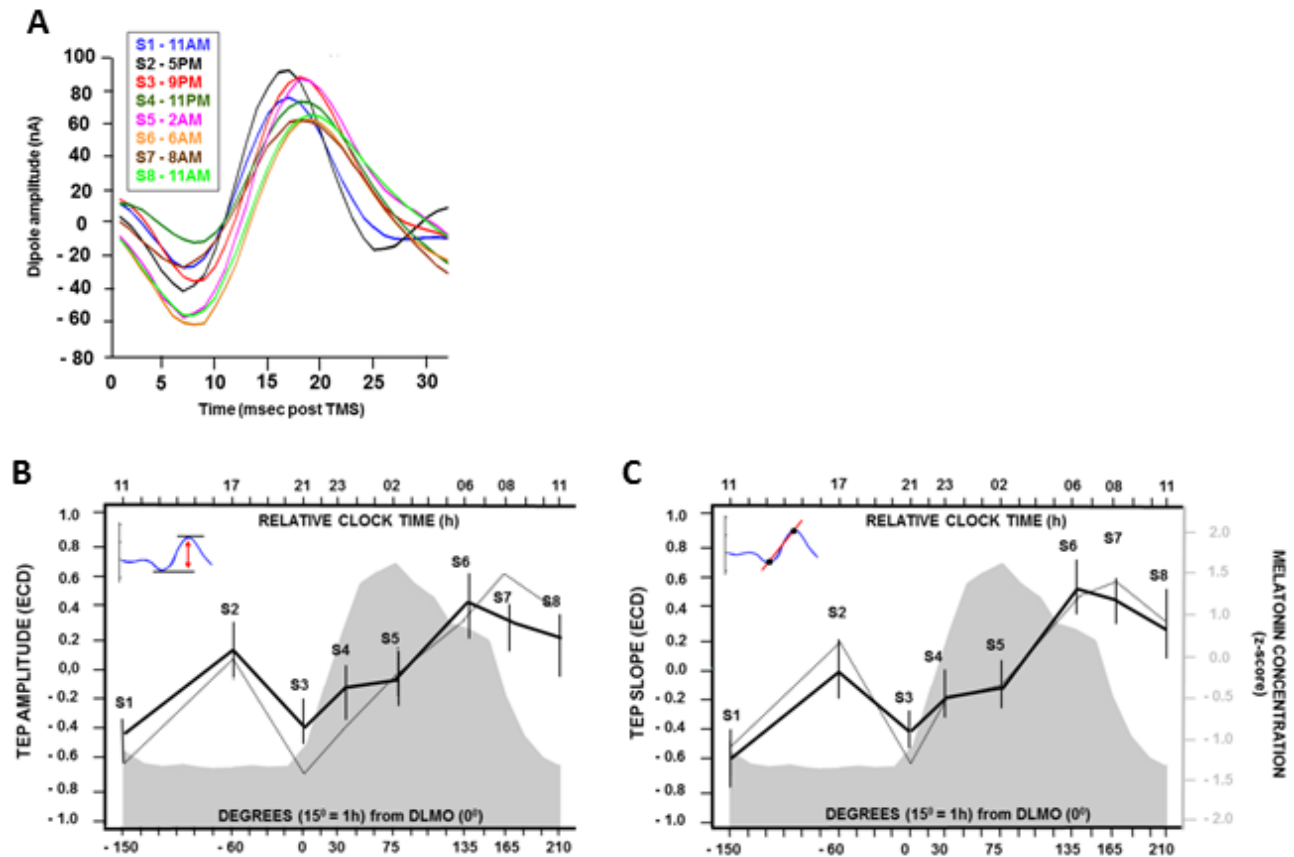 A
S1 - 11AM
S2 - 5PM
S3 - 9PM
S4 - 11PM
S5 - 2AM
S6 - 6AM
S7 - 8AM
S8 - 11AM
100
80
60
40
20
0
- 20
- 40
- 60
- 80
Dipole amplitude (nA)
0 5 10 15 20 25 30
Time (msec post TMS)
B
11 17 21 23 02 06 08 11
RELATIVE CLOCK TIME (h)
1.0
0.8
0.6
0.4
0.2
0.0
- 0.2
- 0.4
- 0.6
- 0.8
- 1.0
TEP AMPLITUDE (ECD)
S1 S2 S3 S4 S5 S6 S7 S8
DEGREES (15⁰ = 1h) from DLMO (0⁰)
- 150 - 60 0 30 75 135 165 210
C
11 17 21 23 02 06 08 11
RELATIVE CLOCK TIME (h)
1.0
0.8
0.6
0.4
0.2
0.0
- 0.2
- 0.4
- 0.6
- 0.8
- 1.0
TEP SLOPE (ECD)
S1 S2 S3 S4 S5 S6 S7 S8
2.0
1.5
1.0
0.0
- 0.5
- 1.0
- 1.5
- 2.0
MELATONIN CONCENTRATION
(z-score)
DEGREES (15⁰ = 1h) from DLMO (0⁰)
- 150 - 60 0 30 75 135 165 210